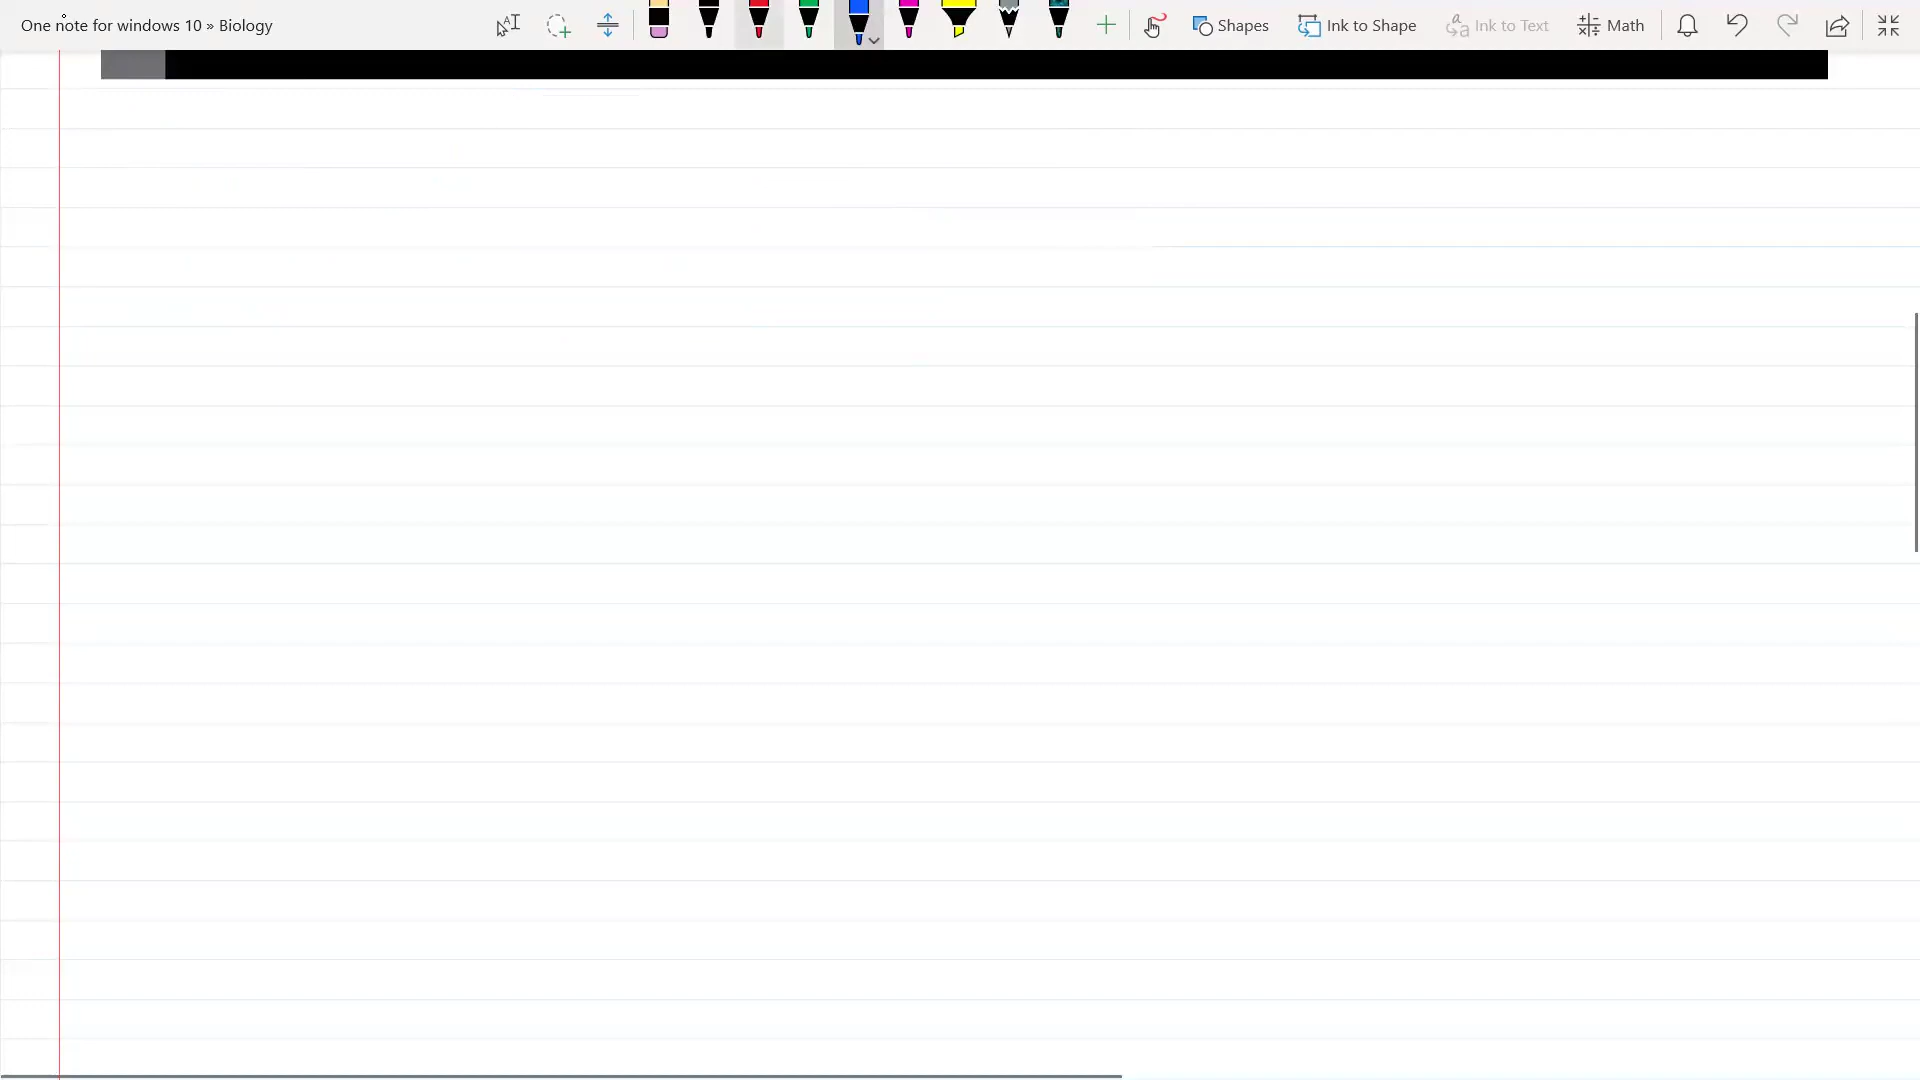 One note for windows 10 » Biology
Shapes
Ink to Shape
Ink to Text
Math